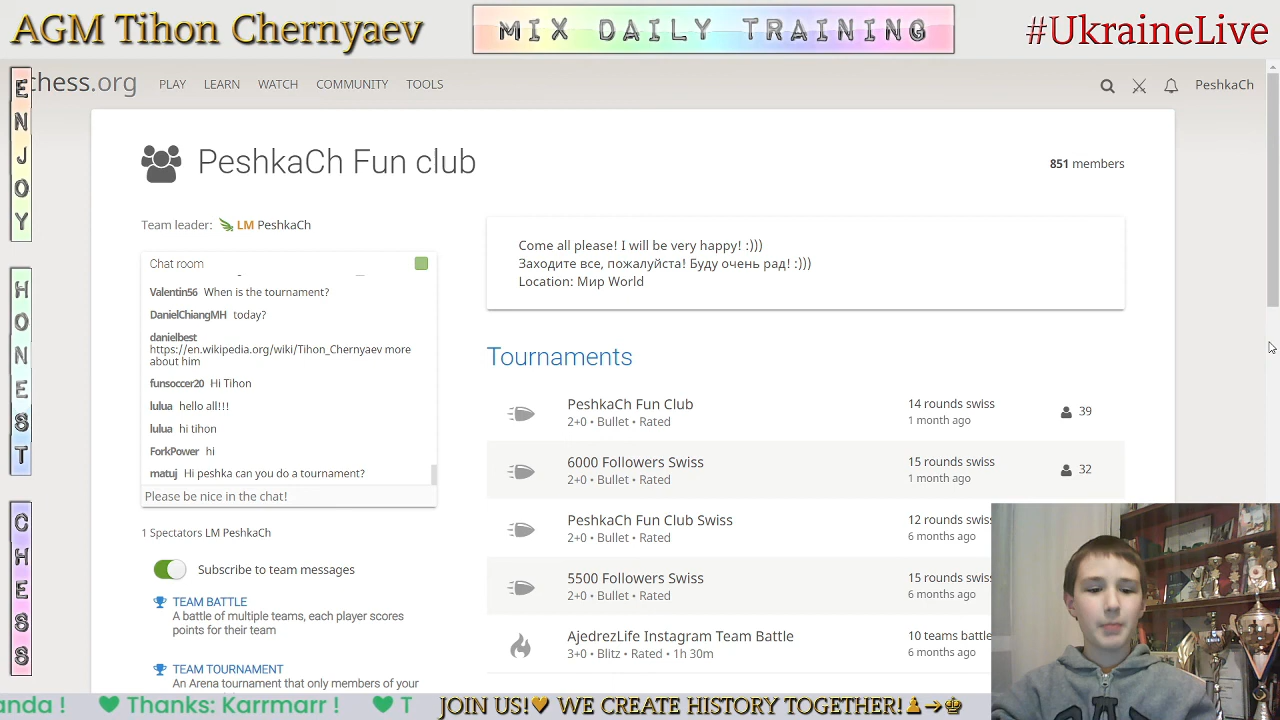 AGM Tihon Chernyaev
MIX DAILY TRAINING
#UkraineLive
ENJOY
HONEST
CHESS
chess.org
PLAY LEARN WATCH COMMUNITY TOOLS
PeshkaCh
PeshkaCh Fun club
851 members
Team leader: LM PeshkaCh
Chat room
Valentin56 When is the tournament?
DanielChiangMH today?
danielbest
https://en.wikipedia.org/wiki/Tihon_Chernyaev more
about him
funsoccer20 Hi Tihon
lulua hello all!!!
lulua hi tihon
ForkPower hi
matuj Hi peshka can you do a tournament?
Please be nice in the chat!
1 Spectators LM PeshkaCh
Subscribe to team messages
TEAM BATTLE
A battle of multiple teams, each player scores
points for their team
TEAM TOURNAMENT
An Arena tournament that only members of your
Come all please! I will be very happy! :)))
Заходите все, пожалуйста! Буду очень рад! :)))
Location: Мир World
Tournaments
PeshkaCh Fun Club 14 rounds swiss 39
2+0 • Bullet • Rated 1 month ago
6000 Followers Swiss 15 rounds swiss 32
2+0 • Bullet • Rated 1 month ago
PeshkaCh Fun Club Swiss 12 rounds swiss
2+0 • Bullet • Rated 6 months ago
5500 Followers Swiss 15 rounds swiss
2+0 • Bullet • Rated 6 months ago
AjedrezLife Instagram Team Battle 10 teams battle
3+0 • Blitz • Rated • 1h 30m 6 months ago
anda ! Thanks: Karrmarr ! T
JOIN US! WE CREATE HISTORY TOGETHER!